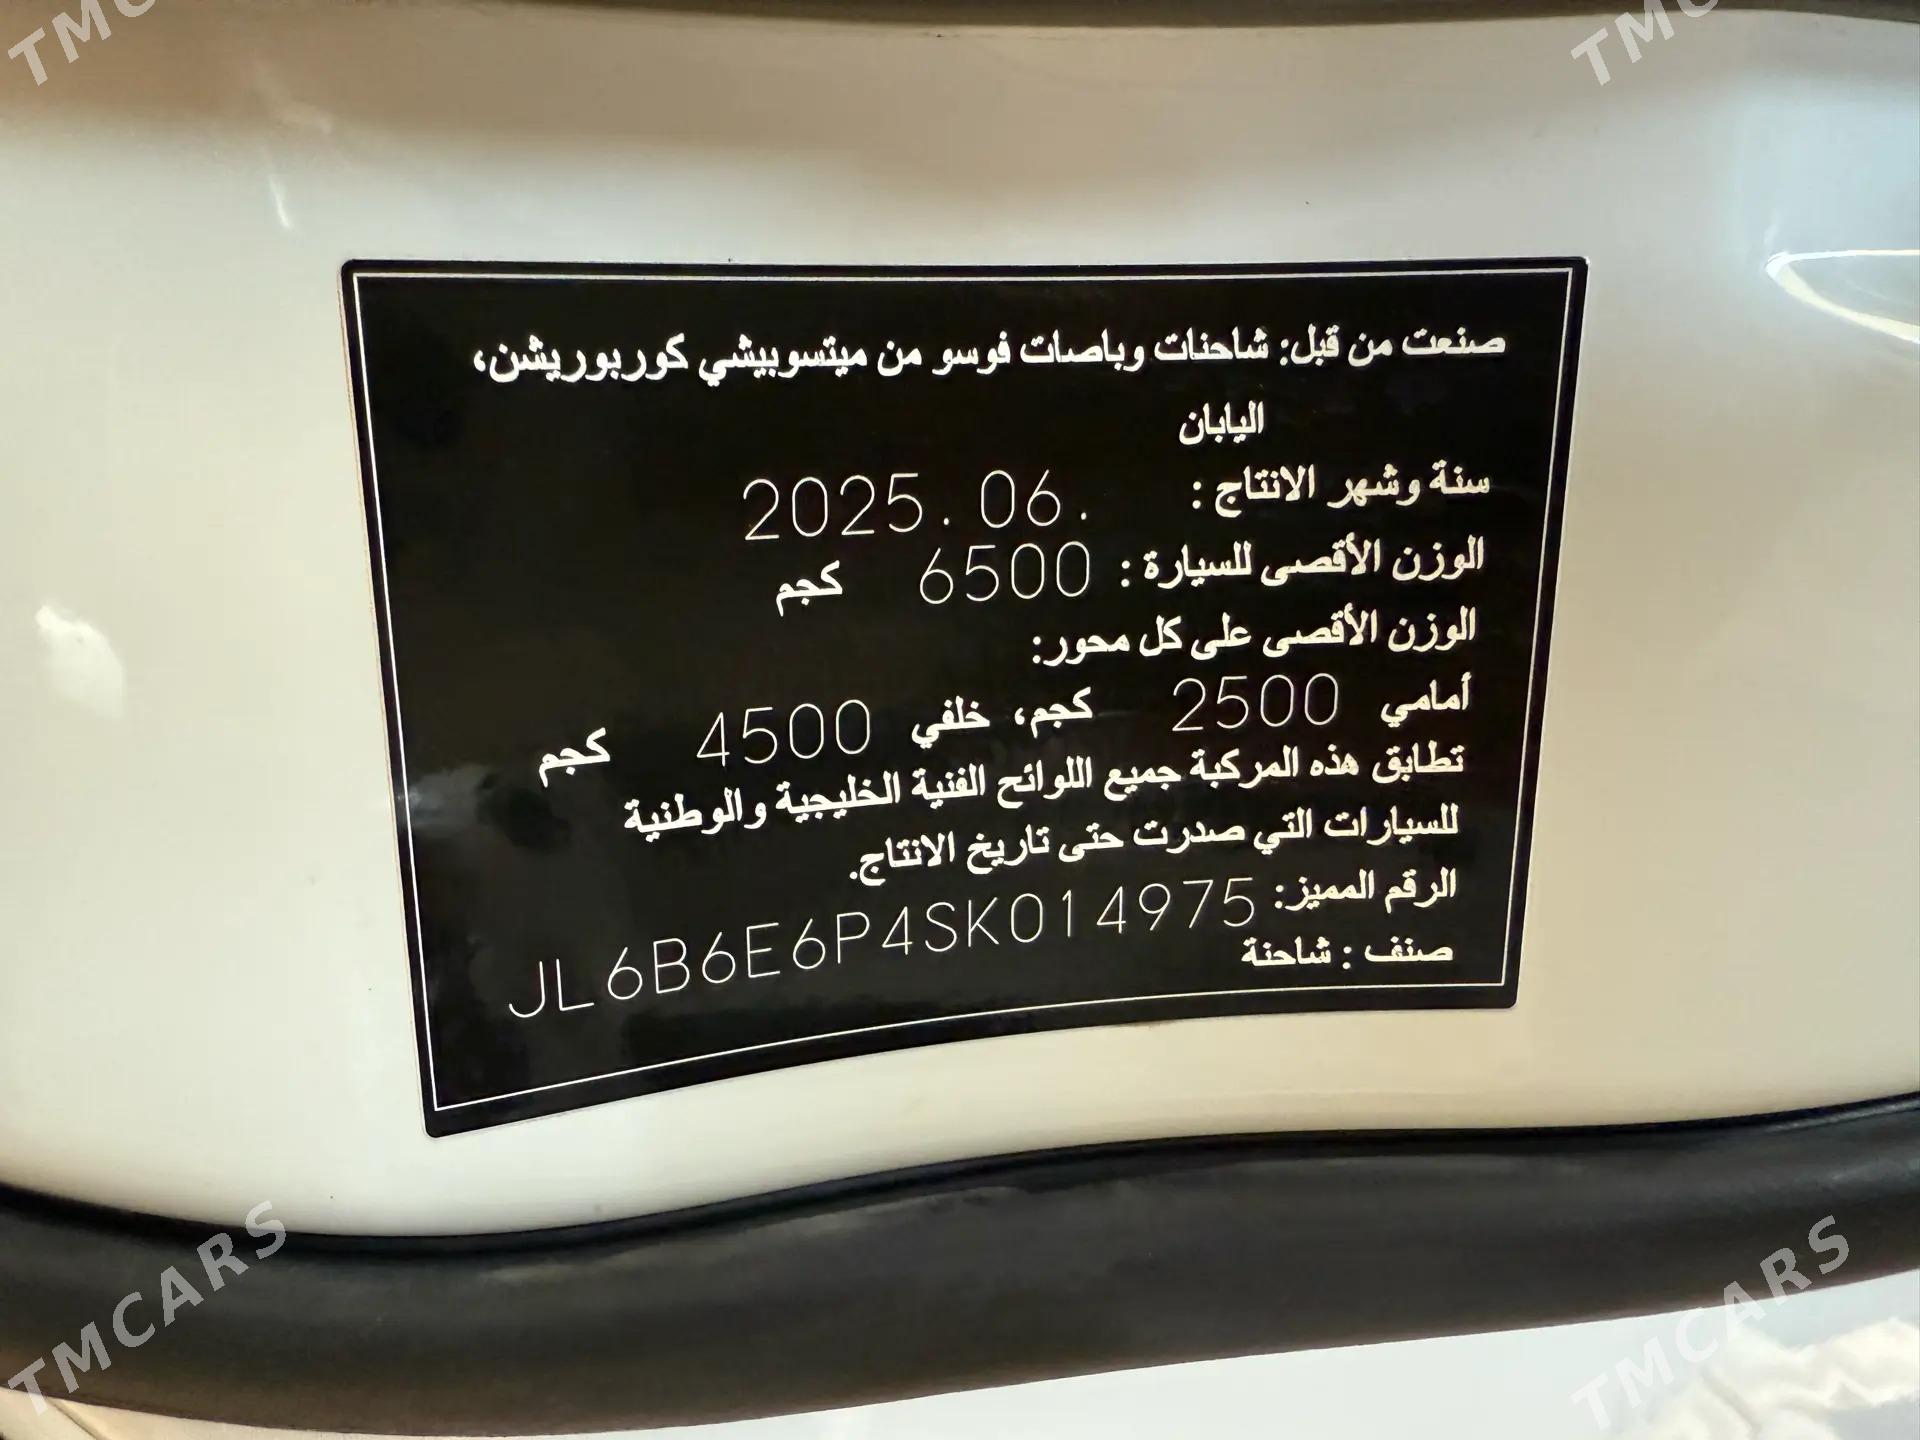 صنعت من قبل: شاحنات وباصات فوسو من ميتسوبيشي كوربوريشن،
اليابان
سنة وشهر الانتاج : 2025. 06.
الوزن الأقصى للسيارة : 6500 كجم
الوزن الأقصى على كل محور:
أمامي 2500 كجم، خلفي 4500 كجم
تطابق هذه المركبة جميع اللوائح الفنية الخليجية والوطنية
للسيارات التي صدرت حتى تاريخ الانتاج.
الرقم المميز: JL6B6E6P4SK014975
صنف : شاحنة
TMCARS
TMCARS